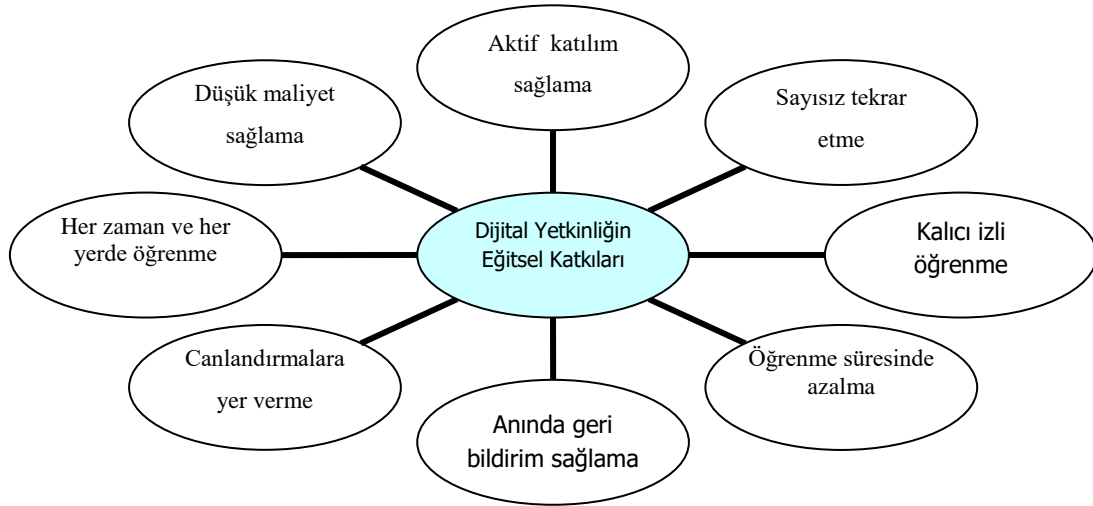 Aktif katılım
sağlama
Düşük maliyet
sağlama
Sayısız tekrar
etme
Her zaman ve her
yerde öğrenme
Dijital Yetkinliğin
Eğitsel Katkıları
Kalıcı izli
öğrenme
Canlandırmalara
yer verme
Öğrenme süresinde
azalma
Anında geri
bildirim sağlama